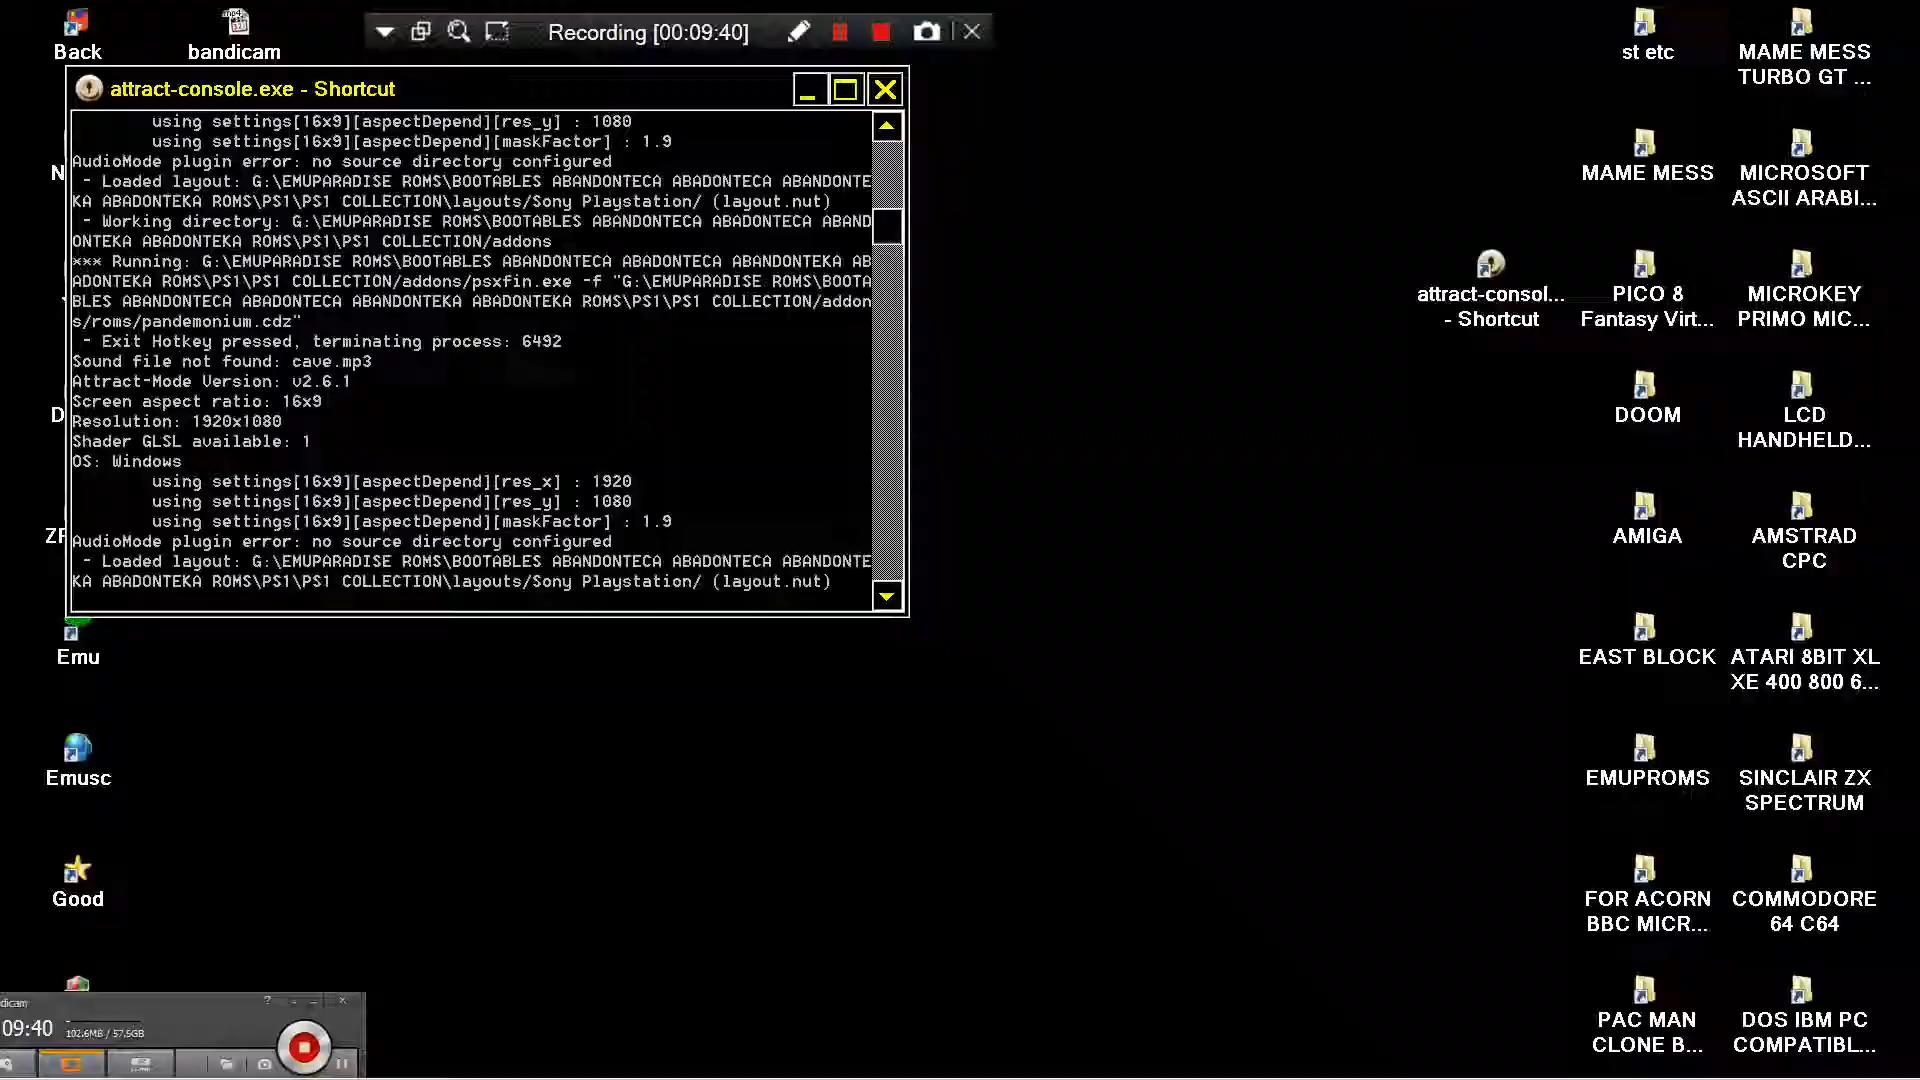 Back
bandicam
Recording [00:09:40]
st etc
MAME MESS
TURBO GT ...
attract-console.exe - Shortcut
using settings[16x9][aspectDepend][res_y] : 1080
using settings[16x9][aspectDepend][maskFactor] : 1.9
AudioMode plugin error: no source directory configured
- Loaded layout: G:\EMUPARADISE ROMS\BOOTABLES ABANDONTECA ABADONTECA ABANDONTE
KA ABADONTEKA ROMS\PS1\PS1 COLLECTION\layouts/Sony Playstation/ (layout.nut)
- Working directory: G:\EMUPARADISE ROMS\BOOTABLES ABANDONTECA ABADONTECA ABAND
ONTEKA ABADONTEKA ROMS\PS1\PS1 COLLECTION/addons
*** Running: G:\EMUPARADISE ROMS\BOOTABLES ABANDONTECA ABADONTECA ABANDONTEKA AB
ADONTEKA ROMS\PS1\PS1 COLLECTION/addons/psxfin.exe -f "G:\EMUPARADISE ROMS\BOOTA
BLES ABANDONTECA ABADONTECA ABANDONTEKA ABADONTEKA ROMS\PS1\PS1 COLLECTION/addon
s/roms/pandemonium.cdz"
- Exit Hotkey pressed, terminating process: 6492
Sound file not found: cave.mp3
Attract-Mode Version: v2.6.1
Screen aspect ratio: 16x9
Resolution: 1920x1080
Shader GLSL available: 1
OS: Windows
using settings[16x9][aspectDepend][res_x] : 1920
using settings[16x9][aspectDepend][res_y] : 1080
using settings[16x9][aspectDepend][maskFactor] : 1.9
AudioMode plugin error: no source directory configured
- Loaded layout: G:\EMUPARADISE ROMS\BOOTABLES ABANDONTECA ABADONTECA ABANDONTE
KA ABADONTEKA ROMS\PS1\PS1 COLLECTION\layouts/Sony Playstation/ (layout.nut)
N
D
ZF
MAME MESS
MICROSOFT
ASCII ARABI...
attract-consol...
- Shortcut
PICO 8
Fantasy Virt...
MICROKEY
PRIMO MIC...
DOOM
LCD
HANDHELD...
AMIGA
AMSTRAD
CPC
Emu
EAST BLOCK
ATARI 8BIT XL
XE 400 800 6...
Emusc
EMUPROMS
SINCLAIR ZX
SPECTRUM
Good
FOR ACORN
BBC MICR...
COMMODORE
64 C64
dicam
09:40
102.6MB / 57.5GB
PAC MAN
CLONE B...
DOS IBM PC
COMPATIBL...